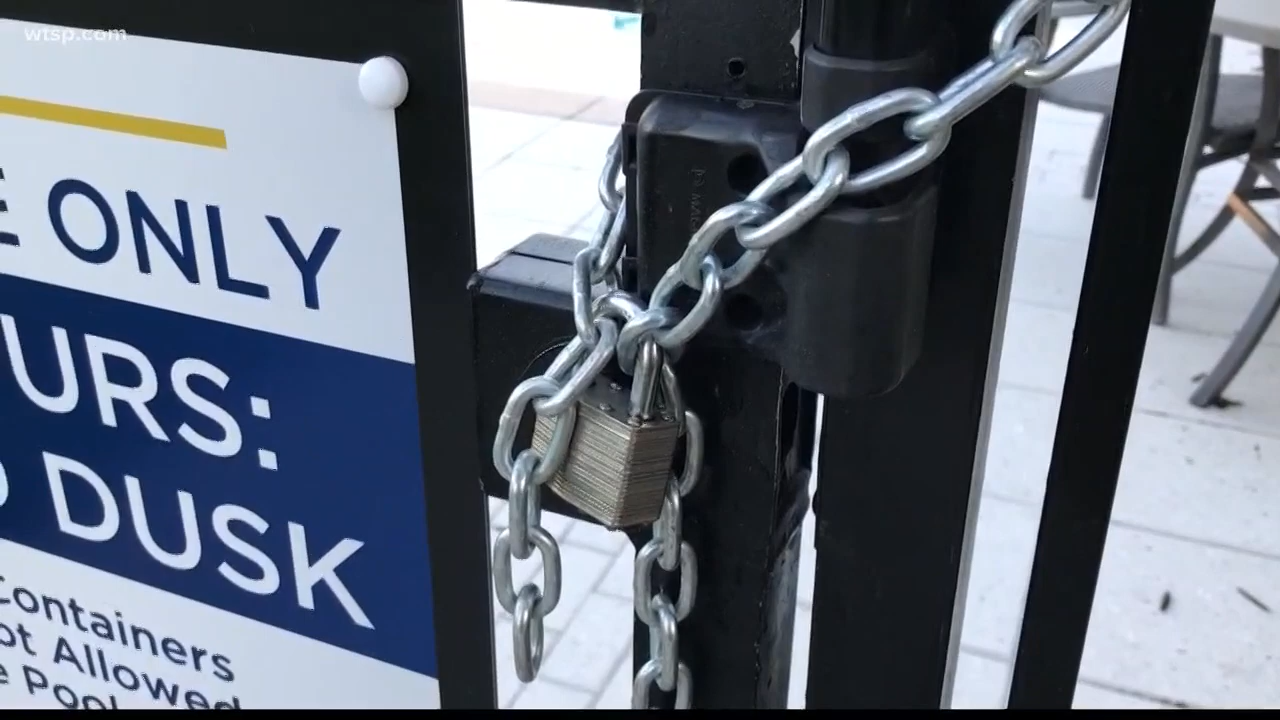 wtsp.com
ONLY
URS:
DUSK
Containers
ot Allowed
Pool